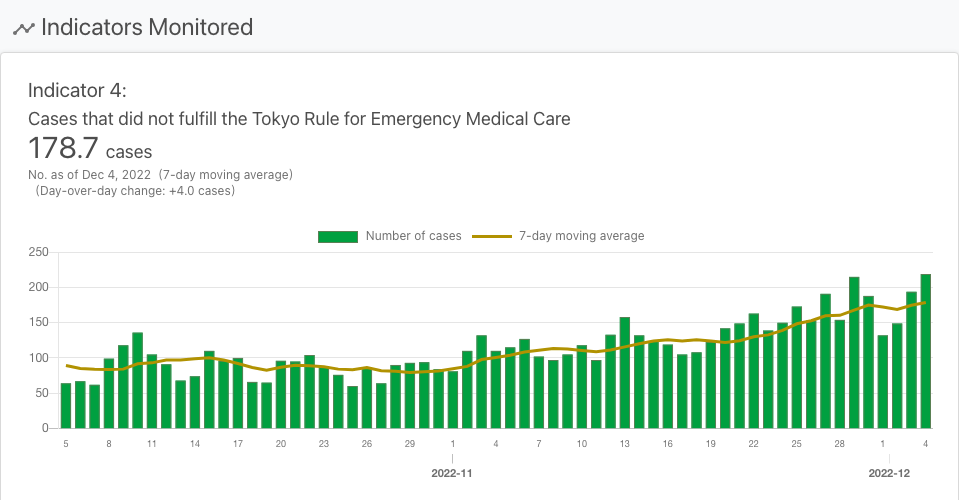 Indicators Monitored
Indicator 4:
Cases that did not fulfill the Tokyo Rule for Emergency Medical Care
178.7 cases
No. as of Dec 4, 2022 (7-day moving average)
(Day-over-day change: +4.0 cases)
Number of cases 7-day moving average
250
200
150
100
50
0
5 8 11 14 17 20 23 26 29 1 4 7 10 13 16 19 22 25 28 1 4
2022-11 2022-12